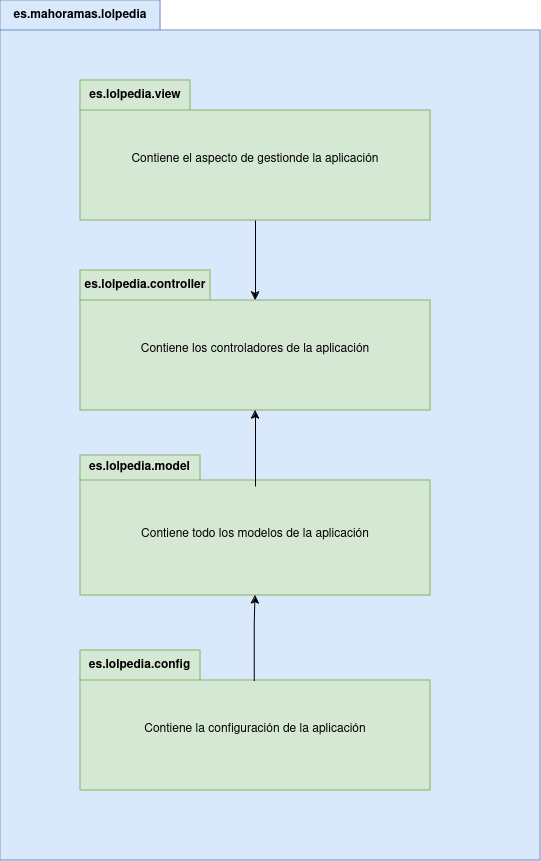 es.mahoramas.lolpedia
es.lolpedia.view
Contiene el aspecto de gestionde la aplicación
es.lolpedia.controller
Contiene los controladores de la aplicación
es.lolpedia.model
Contiene todo los modelos de la aplicación
es.lolpedia.config
Contiene la configuración de la aplicación